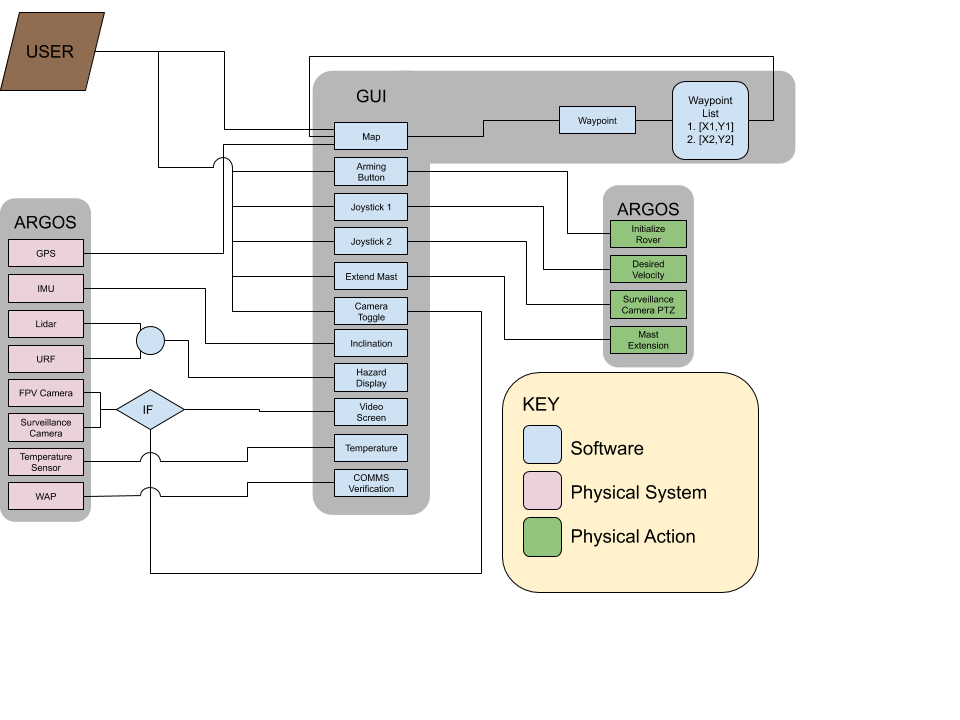 USER
GUI
Map
Arming
Button
Joystick 1
Joystick 2
Extend Mast
Camera
Toggle
Inclination
Hazard
Display
Video
Screen
Temperature
COMMS
Verification
Waypoint
Waypoint
List
1. [X1,Y1]
2. [X2,Y2]
ARGOS
GPS
IMU
Lidar
URF
FPV Camera
Surveillance
Camera
Temperature
Sensor
WAP
IF
ARGOS
Initialize
Rover
Desired
Velocity
Surveillance
Camera PTZ
Mast
Extension
KEY
Software
Physical System
Physical Action